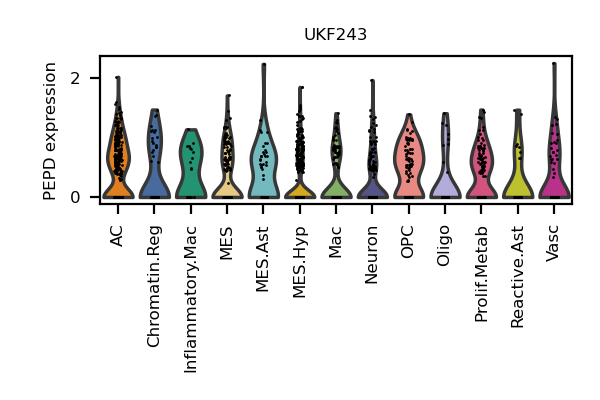 UKF243
PEPD expression
2
0
AC
Chromatin.Reg
Inflammatory.Mac
MES
MES.Ast
MES.Hyp
Mac
Neuron
OPC
Oligo
Prolif.Metab
Reactive.Ast
Vasc